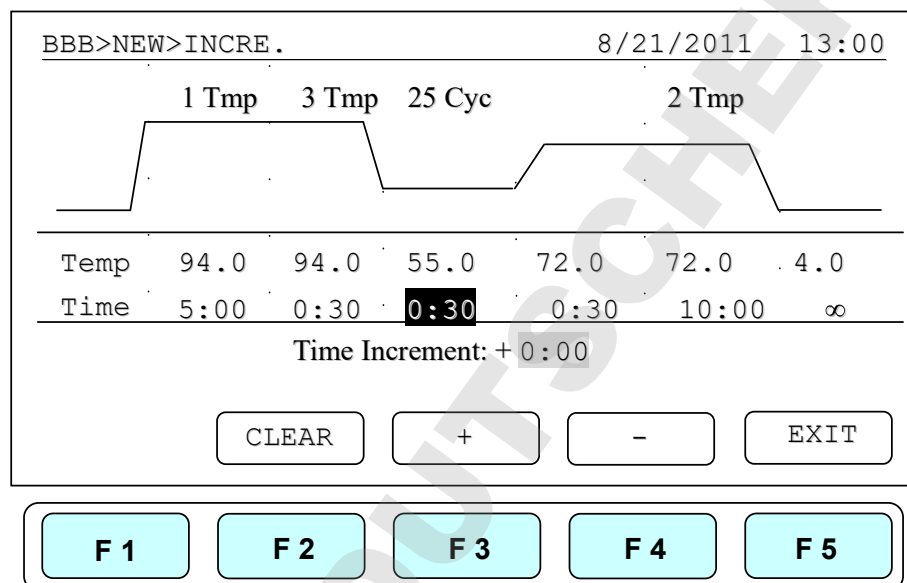 BBB>NEW>INCRE. 8/21/2011 13:00
1 Tmp 3 Tmp 25 Cyc 2 Tmp
Temp 94.0 94.0 55.0 72.0 72.0 4.0
Time 5:00 0:30 0:30 0:30 10:00 ∞
Time Increment: + 0:00
CLEAR + - EXIT
F 1 F 2 F 3 F 4 F 5